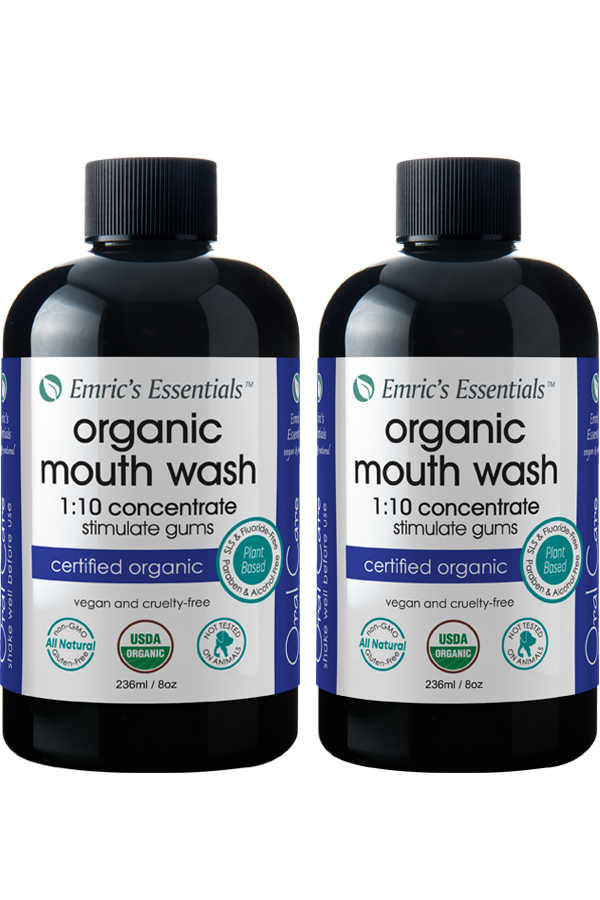 Emric's Essentials™
organic
mouth wash
1:10 concentrate
stimulate gums
certified organic
SLS & Fluoride-Free
Plant
Based
Paraben & Alcohol-Free
vegan and cruelty-free
non-GMO
All Natural
Gluten-Free
USDA
ORGANIC
NOT TESTED
ON ANIMALS
236ml / 8oz
Oral Care
shake well before use
Emric's
Essentials
Emric's Essentials™
organic
mouth wash
1:10 concentrate
stimulate gums
certified organic
SLS & Fluoride-Free
Plant
Based
Paraben & Alcohol-Free
vegan and cruelty-free
non-GMO
All Natural
Gluten-Free
USDA
ORGANIC
NOT TESTED
ON ANIMALS
236ml / 8oz
Oral Care
shake well before use